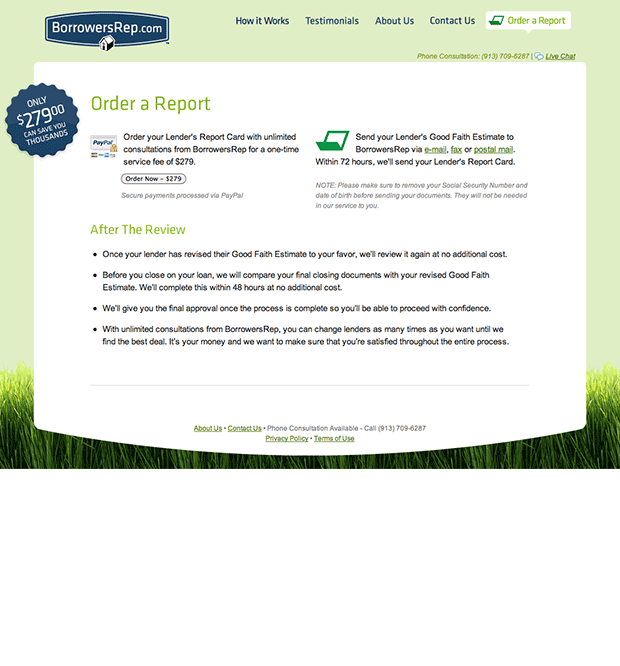 BorrowersRep.com
How it Works Testimonials About Us Contact Us Order a Report
Phone Consultation: (913) 709-6287 | Live Chat
ONLY
$279.00
CAN SAVE YOU
THOUSANDS
Order a Report
PayPal
Order your Lender's Report Card with unlimited
consultations from BorrowersRep for a one-time
service fee of $279.
Order Now – $279
Secure payments processed via PayPal
Send your Lender's Good Faith Estimate to
BorrowersRep via e-mail, fax or postal mail.
Within 72 hours, we'll send your Lender's Report Card.
NOTE: Please make sure to remove your Social Security Number and
date of birth before sending your documents. They will not be needed
in our service to you.
After The Review
• Once your lender has revised their Good Faith Estimate to your favor, we'll review it again at no additional cost.
• Before you close on your loan, we will compare your final closing documents with your revised Good Faith
Estimate. We'll complete this within 48 hours at no additional cost.
• We'll give you the final approval once the process is complete so you'll be able to proceed with confidence.
• With unlimited consultations from BorrowersRep, you can change lenders as many times as you want until we
find the best deal. It's your money and we want to make sure that you're satisfied throughout the entire process.
About Us • Contact Us • Phone Consultation Available - Call (913) 709-6287
Privacy Policy • Terms of Use